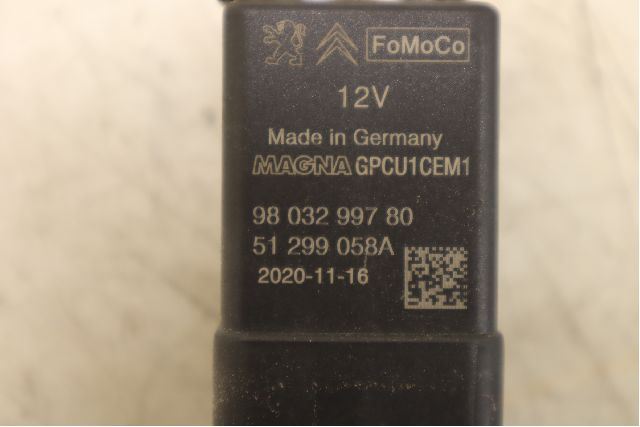 FoMoCo
12V
Made in Germany
MAGNA GPCU1CEM1
98 032 997 80
51 299 058A
2020-11-16